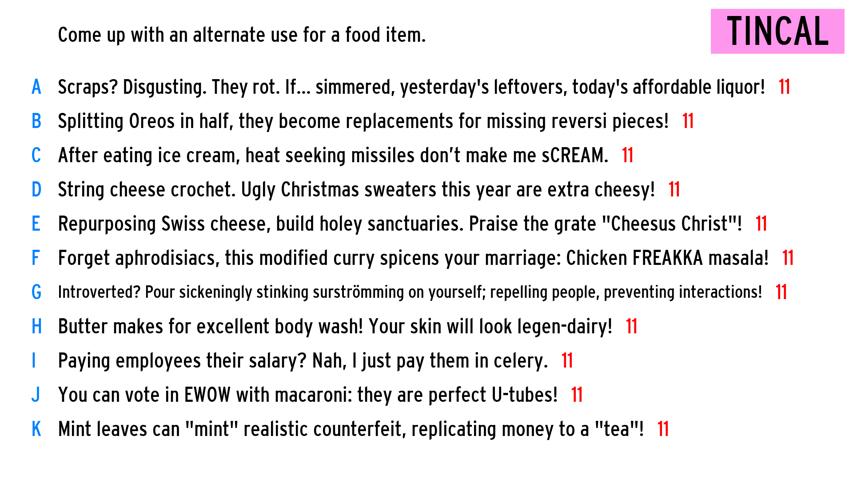 Come up with an alternate use for a food item.
TINCAL
A Scraps? Disgusting. They rot. If... simmered, yesterday's leftovers, today's affordable liquor! 11
B Splitting Oreos in half, they become replacements for missing reversi pieces! 11
C After eating ice cream, heat seeking missiles don't make me sCREAM. 11
D String cheese crochet. Ugly Christmas sweaters this year are extra cheesy! 11
E Repurposing Swiss cheese, build holey sanctuaries. Praise the grate "Cheesus Christ"! 11
F Forget aphrodisiacs, this modified curry spicens your marriage: Chicken FREAKKA masala! 11
G Introverted? Pour sickeningly stinking surströmming on yourself; repelling people, preventing interactions! 11
H Butter makes for excellent body wash! Your skin will look legen-dairy! 11
I Paying employees their salary? Nah, I just pay them in celery. 11
J You can vote in EWOW with macaroni: they are perfect U-tubes! 11
K Mint leaves can "mint" realistic counterfeit, replicating money to a "tea"! 11